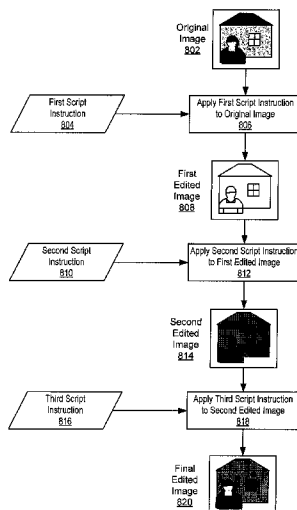 Original
Image
802
First Script
Instruction
804
Apply First Script Instruction
to Original Image
806
First
Edited
Image
808
Second Script
Instruction
810
Apply Second Script Instruction
to First Edited Image
812
Second
Edited
Image
814
Third Script
Instruction
816
Apply Third Script Instruction
to Second Edited Image
818
Final
Edited
Image
820